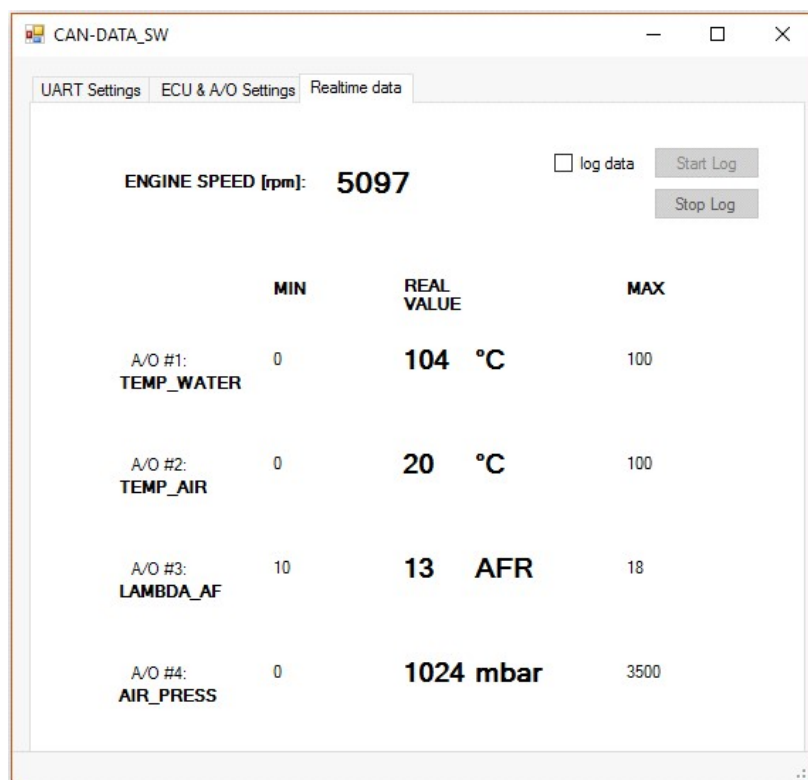 CAN-DATA_SW
UART Settings ECU & A/O Settings Realtime data
ENGINE SPEED [rpm]: 5097 log data Start Log
Stop Log
MIN REAL VALUE MAX
A/O #1: 0 104 °C 100
TEMP_WATER
A/O #2: 0 20 °C 100
TEMP_AIR
A/O #3: 10 13 AFR 18
LAMBDA_AF
A/O #4: 0 1024 mbar 3500
AIR_PRESS